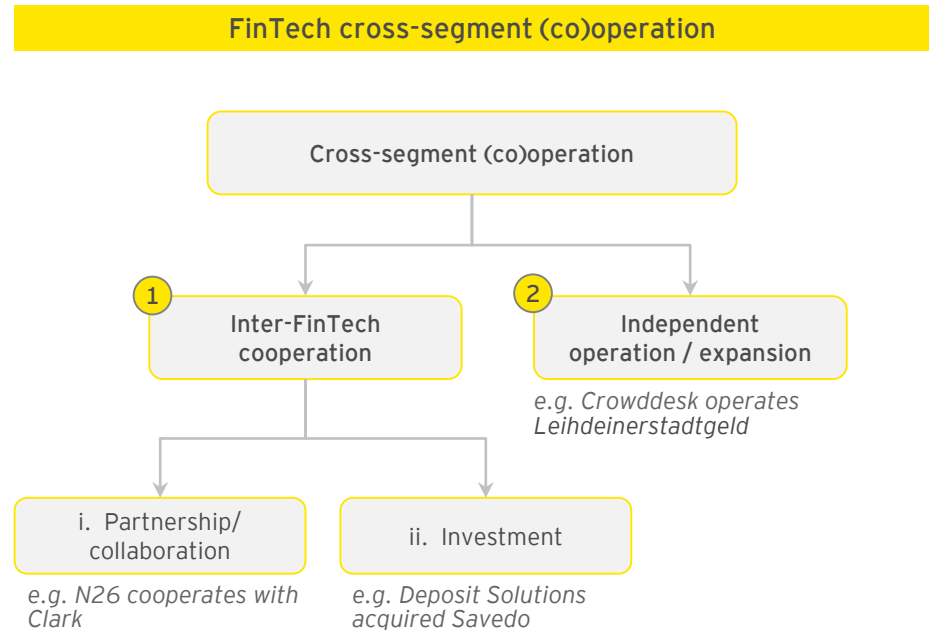 FinTech cross-segment (co)operation
Cross-segment (co)operation
1
Inter-FinTech
cooperation
2
Independent
operation / expansion
e.g. Crowddesk operates
Leihdeinerstadtgeld
i. Partnership/
collaboration
e.g. N26 cooperates with
Clark
ii. Investment
e.g. Deposit Solutions
acquired Savedo